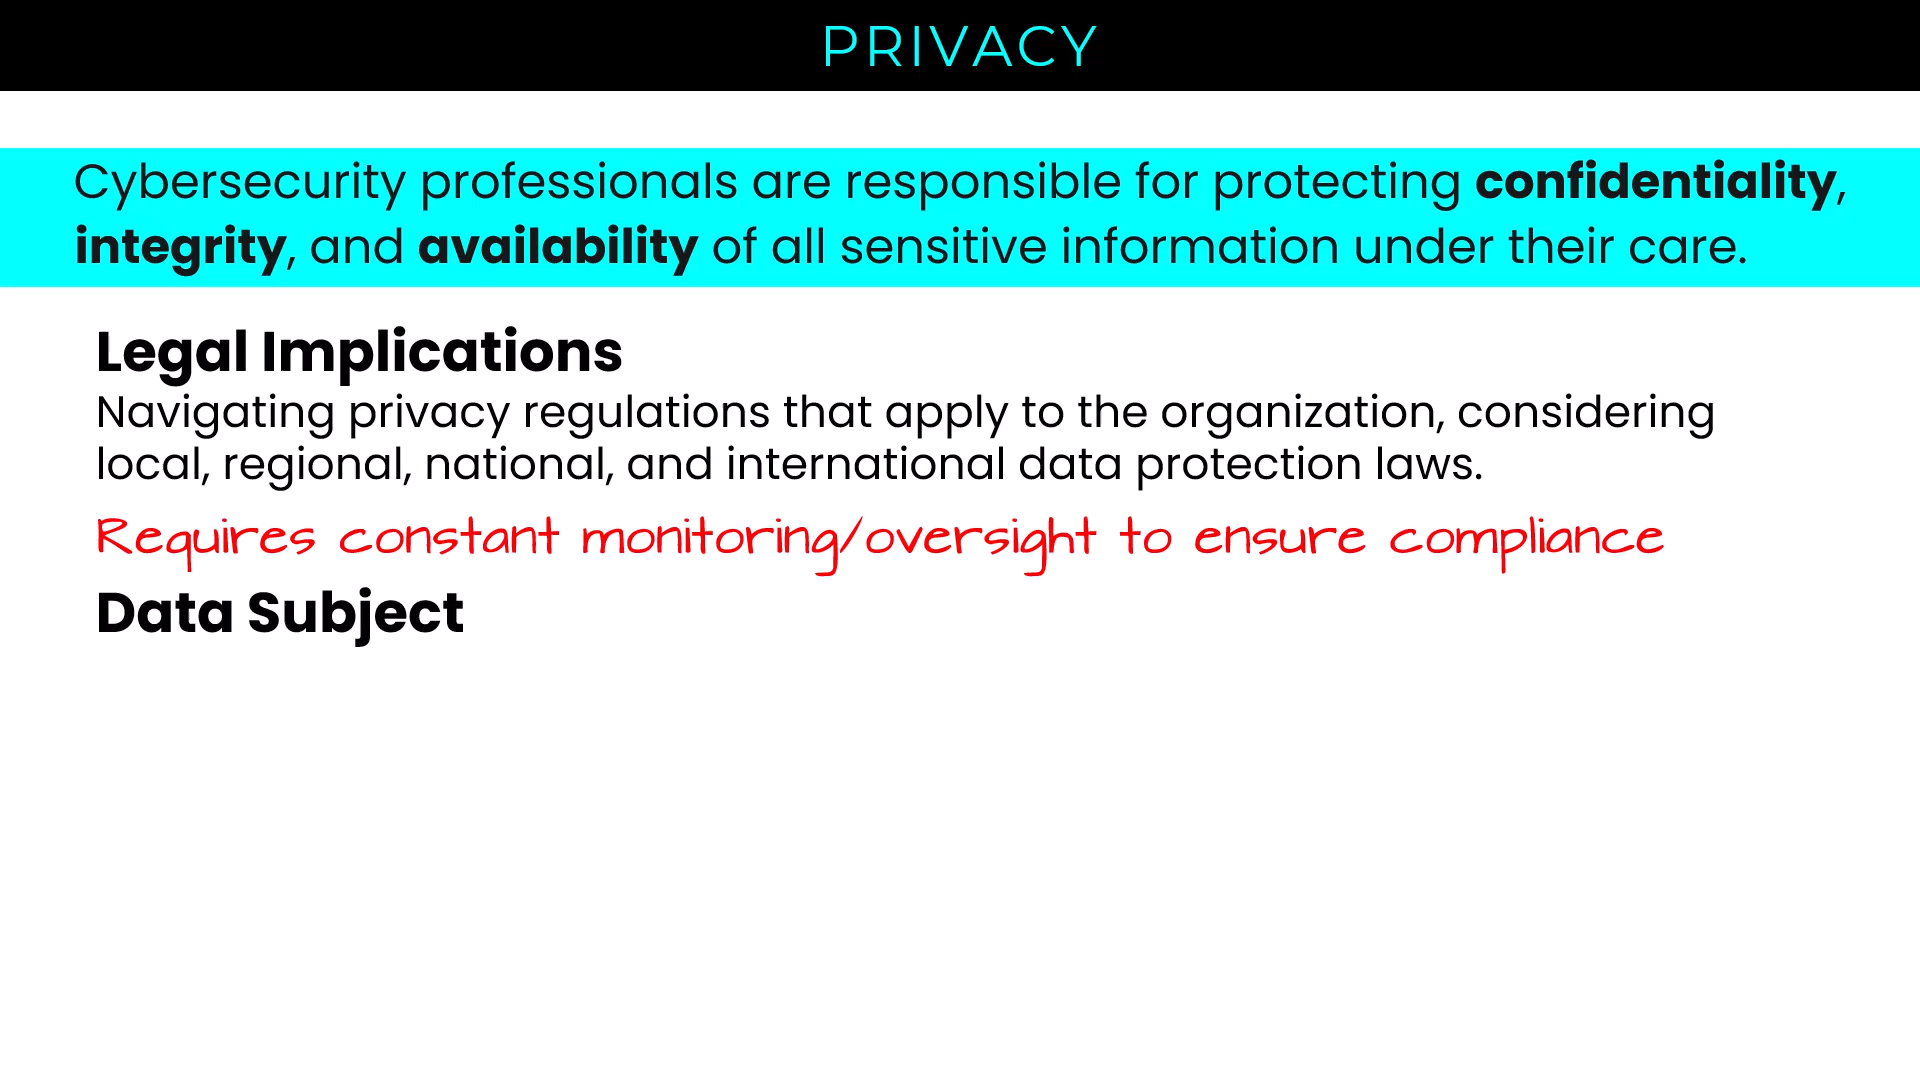 PRIVACY
Cybersecurity professionals are responsible for protecting confidentiality,
integrity, and availability of all sensitive information under their care.
Legal Implications
Navigating privacy regulations that apply to the organization, considering
local, regional, national, and international data protection laws.
Requires constant monitoring/oversight to ensure compliance
Data Subject